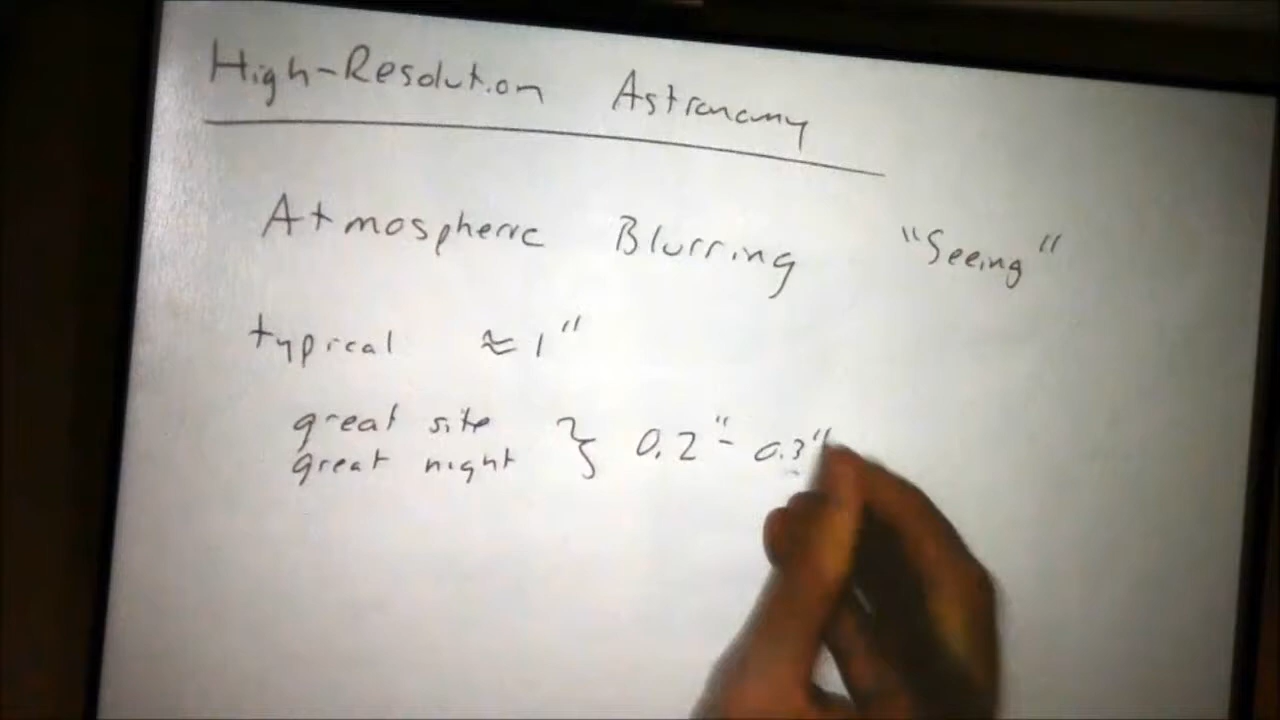 High-Resolution Astronomy
Atmospheric Blurring "Seeing"
typical ≈ 1"
great site
great night } 0.2" - 0.3"